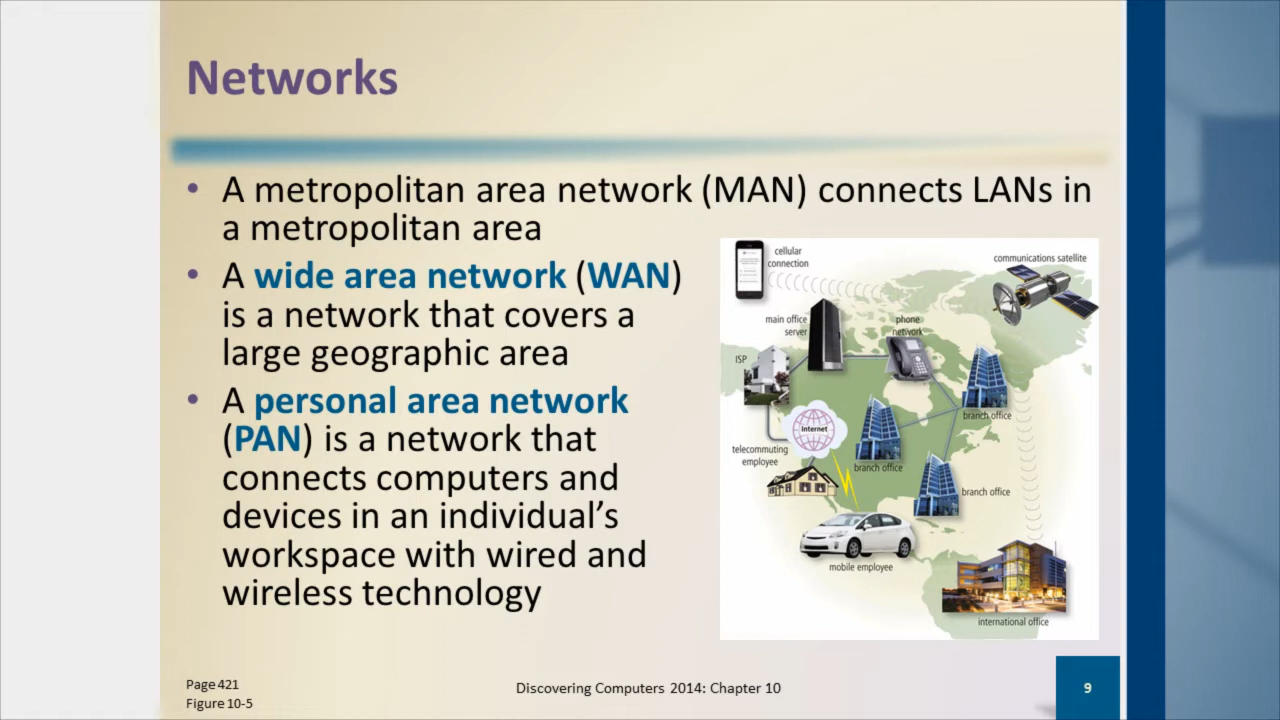 Networks
• A metropolitan area network (MAN) connects LANs in
a metropolitan area
• A wide area network (WAN)
is a network that covers a
large geographic area
• A personal area network
(PAN) is a network that
connects computers and
devices in an individual’s
workspace with wired and
wireless technology
cellular
connection
communications satellite
main office
server
phone
network
ISP
branch office
Internet
telecommuting
employee
branch office
branch office
mobile employee
international office
Page 421
Figure 10-5
Discovering Computers 2014: Chapter 10
9